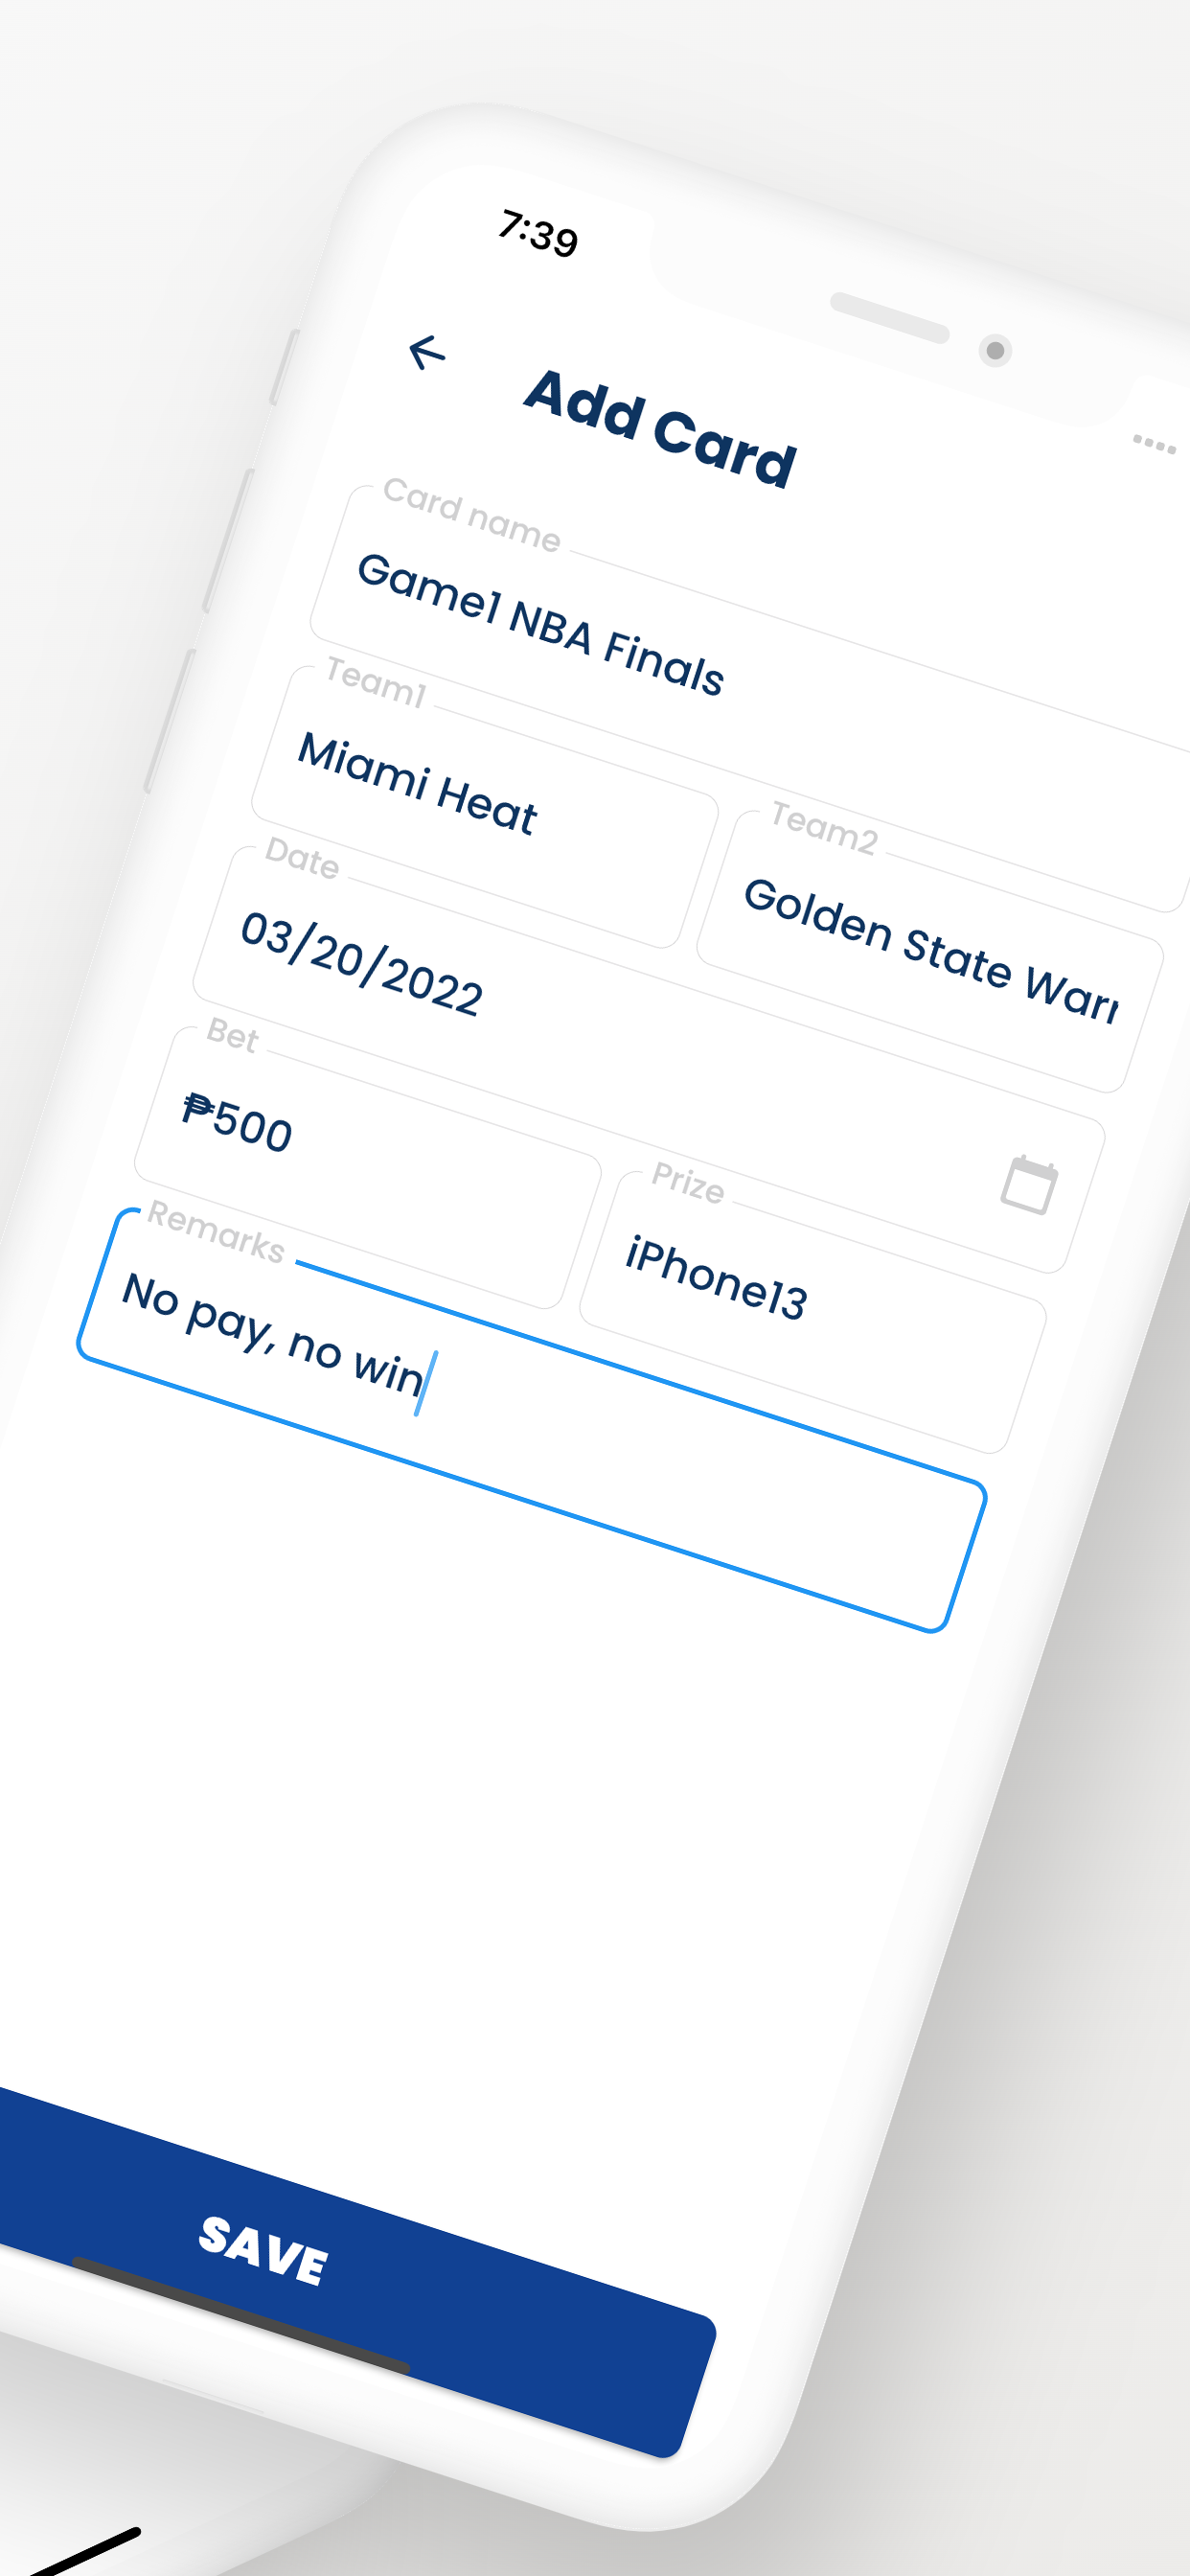 7:39
Add Card
Card name
Game1 NBA Finals
Team1
Miami Heat
Team2
Golden State Warr
Date
03/20/2022
Bet
₱500
Prize
iPhone13
Remarks
No pay, no win
SAVE